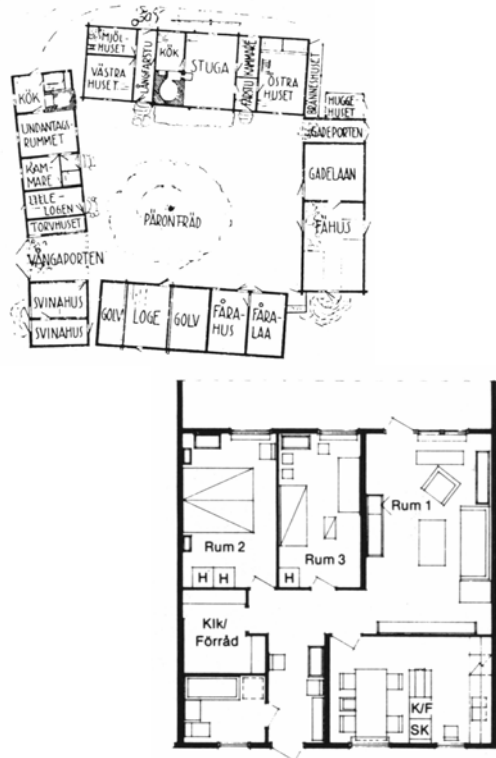 MJÖL-
HUSET
VÄSTRA
HUSET
LÅNGFARSTU
KÖK
STUGA
KAMMARE
FARSTU
ÖSTRA
HUSET
BRÄNNESHUSET
HUGGE-
HUSET
GADEPORTEN
GADELAAN
FÄHUS
KÖK
UNDANTAGS
RUMMET
KAM-
MARE
LILLE-
LOGEN
TORVHUSET
VÅNGAPORTEN
SVINAHUS
SVINAHUS
PÄRONTRÄD
GOLV
LOGE
GOLV
FÅRA-
HUS
FÅRA-
LAA
Rum 1
Rum 2
Rum 3
H
H
H
Klk/
Förråd
K/F
SK